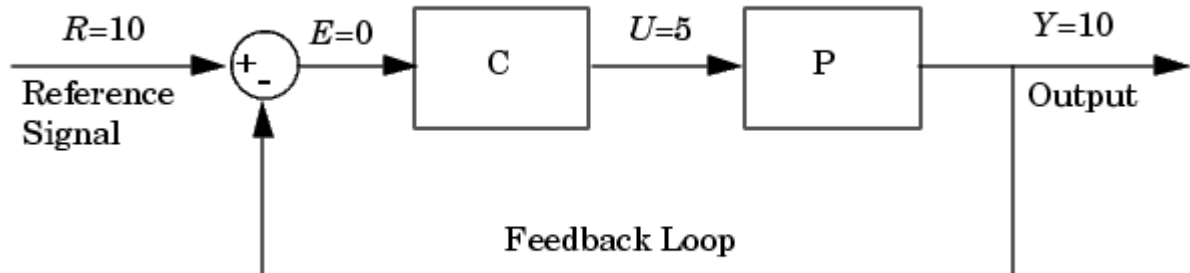 R=10
E=0
U=5
Y=10
+
-
C
P
Reference
Signal
Output
Feedback Loop